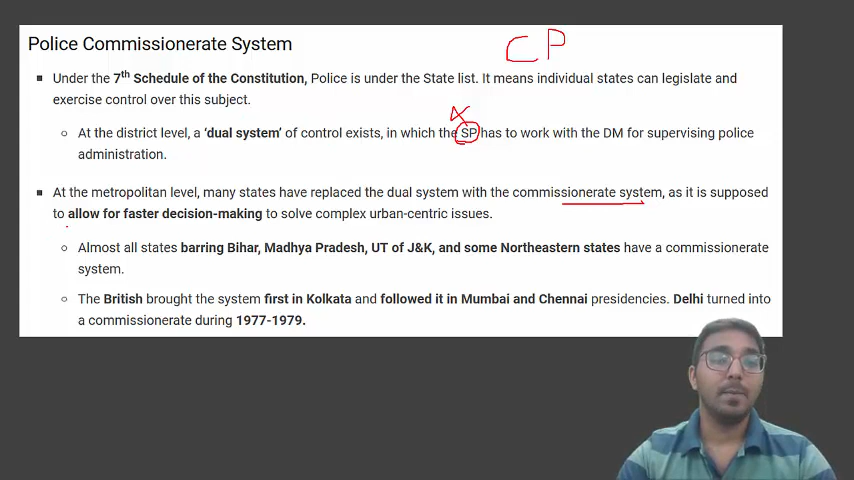 CP
Police Commissionerate System
▪ Under the 7th Schedule of the Constitution, Police is under the State list. It means individual states can legislate and
exercise control over this subject.
○ At the district level, a ‘dual system’ of control exists, in which the SP has to work with the DM for supervising police
administration.
▪ At the metropolitan level, many states have replaced the dual system with the commissionerate system, as it is supposed
to allow for faster decision-making to solve complex urban-centric issues.
○ Almost all states barring Bihar, Madhya Pradesh, UT of J&K, and some Northeastern states have a commissionerate
system.
○ The British brought the system first in Kolkata and followed it in Mumbai and Chennai presidencies. Delhi turned into
a commissionerate during 1977-1979.